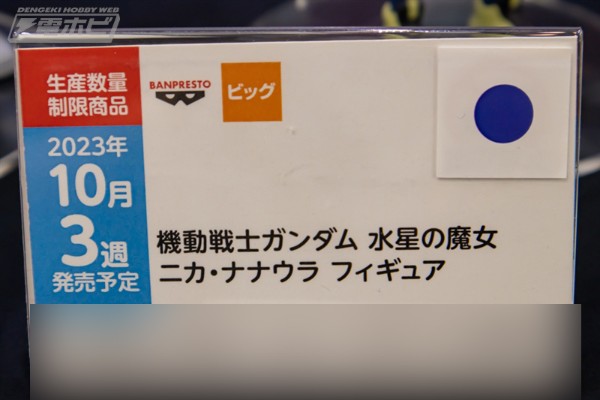 DENGEKI HOBBY WEB
電ホビ
生産数量
制限商品
BANPRESTO
ビッグ
2023年
10月
3週
発売予定
機動戦士ガンダム 水星の魔女
ニカ・ナナウラ フィギュア